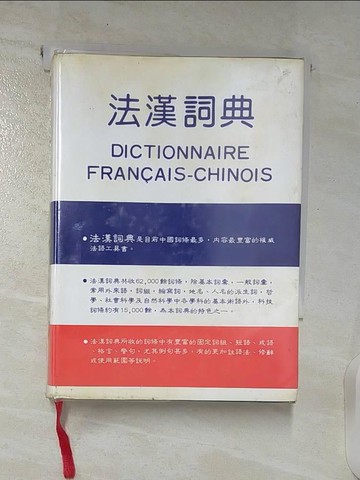 法漢詞典
DICTIONNAIRE
FRANÇAIS-CHINOIS
● 法漢詞典是目前中國詞條最多，內容最豐富的權威
法語工具書。
● 法漢詞典共收62,000數詞條，除基本詞彙、一般詞彙、
常用外來語，詞組，縮寫詞，地名、人名的派生詞，哲
學、社會科學及自然科學中各學科的基本術語外，科技
詞條約有15,000數，為本詞典的特色之一。
● 法漢詞典所收的詞條中有豐富的固定詞組、短語、成語
、格言、警句，尤其例句甚多，有的更加註語法、修辭
或使用範圍等說明。